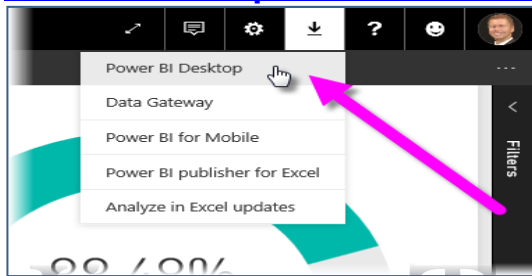 Power BI Desktop
Data Gateway
Power BI for Mobile
Power BI publisher for Excel
Analyze in Excel updates
Filters